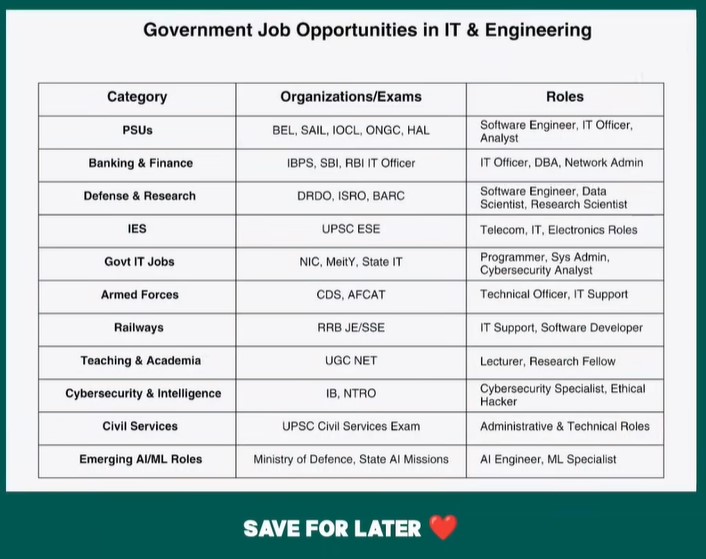 Government Job Opportunities in IT & Engineering
Category Organizations/Exams Roles
PSUs BEL, SAIL, IOCL, ONGC, HAL Software Engineer, IT Officer,
Analyst
Banking & Finance IBPS, SBI, RBI IT Officer IT Officer, DBA, Network Admin
Defense & Research DRDO, ISRO, BARC Software Engineer, Data
Scientist, Research Scientist
IES UPSC ESE Telecom, IT, Electronics Roles
Govt IT Jobs NIC, MeitY, State IT Programmer, Sys Admin,
Cybersecurity Analyst
Armed Forces CDS, AFCAT Technical Officer, IT Support
Railways RRB JE/SSE IT Support, Software Developer
Teaching & Academia UGC NET Lecturer, Research Fellow
Cybersecurity & Intelligence IB, NTRO Cybersecurity Specialist, Ethical
Hacker
Civil Services UPSC Civil Services Exam Administrative & Technical Roles
Emerging AI/ML Roles Ministry of Defence, State AI Missions AI Engineer, ML Specialist
SAVE FOR LATER ❤️